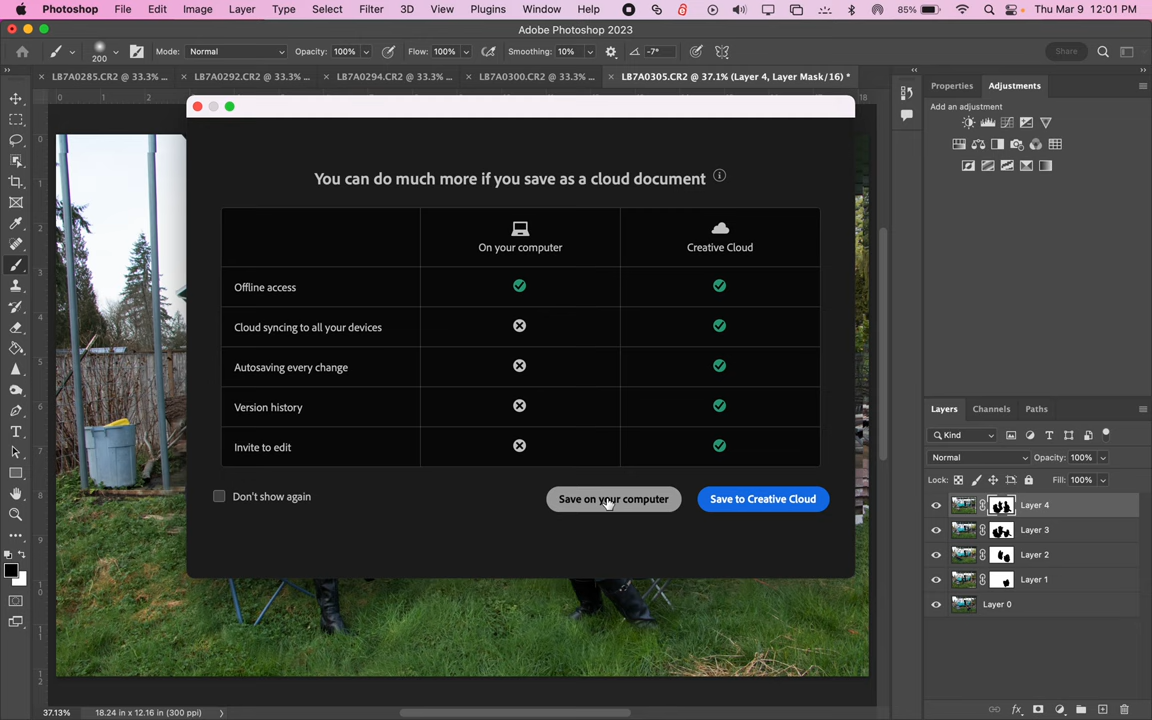 Photoshop File Edit Image Layer Type Select Filter 3D View Plugins Window Help 85% Thu Mar 9 12:01 PM
Adobe Photoshop 2023
200 Mode: Normal Opacity: 100% Flow: 100% Smoothing: 10% -7° Share
LB7A0285.CR2 @ 33.3% ... LB7A0292.CR2 @ 33.3% ... LB7A0294.CR2 @ 33.3% ... LB7A0300.CR2 @ 33.3% ... LB7A0305.CR2 @ 37.1% (Layer 4, Layer Mask/16) *
Properties Adjustments
Add an adjustment
You can do much more if you save as a cloud document
On your computer Creative Cloud
Offline access
Cloud syncing to all your devices
Autosaving every change
Version history
Invite to edit
Don't show again Save on your computer Save to Creative Cloud
Layers Channels Paths
Kind
Normal Opacity: 100%
Lock: Fill: 100%
Layer 4
Layer 3
Layer 2
Layer 1
Layer 0
37.13% 18.24 in x 12.16 in (300 ppi)